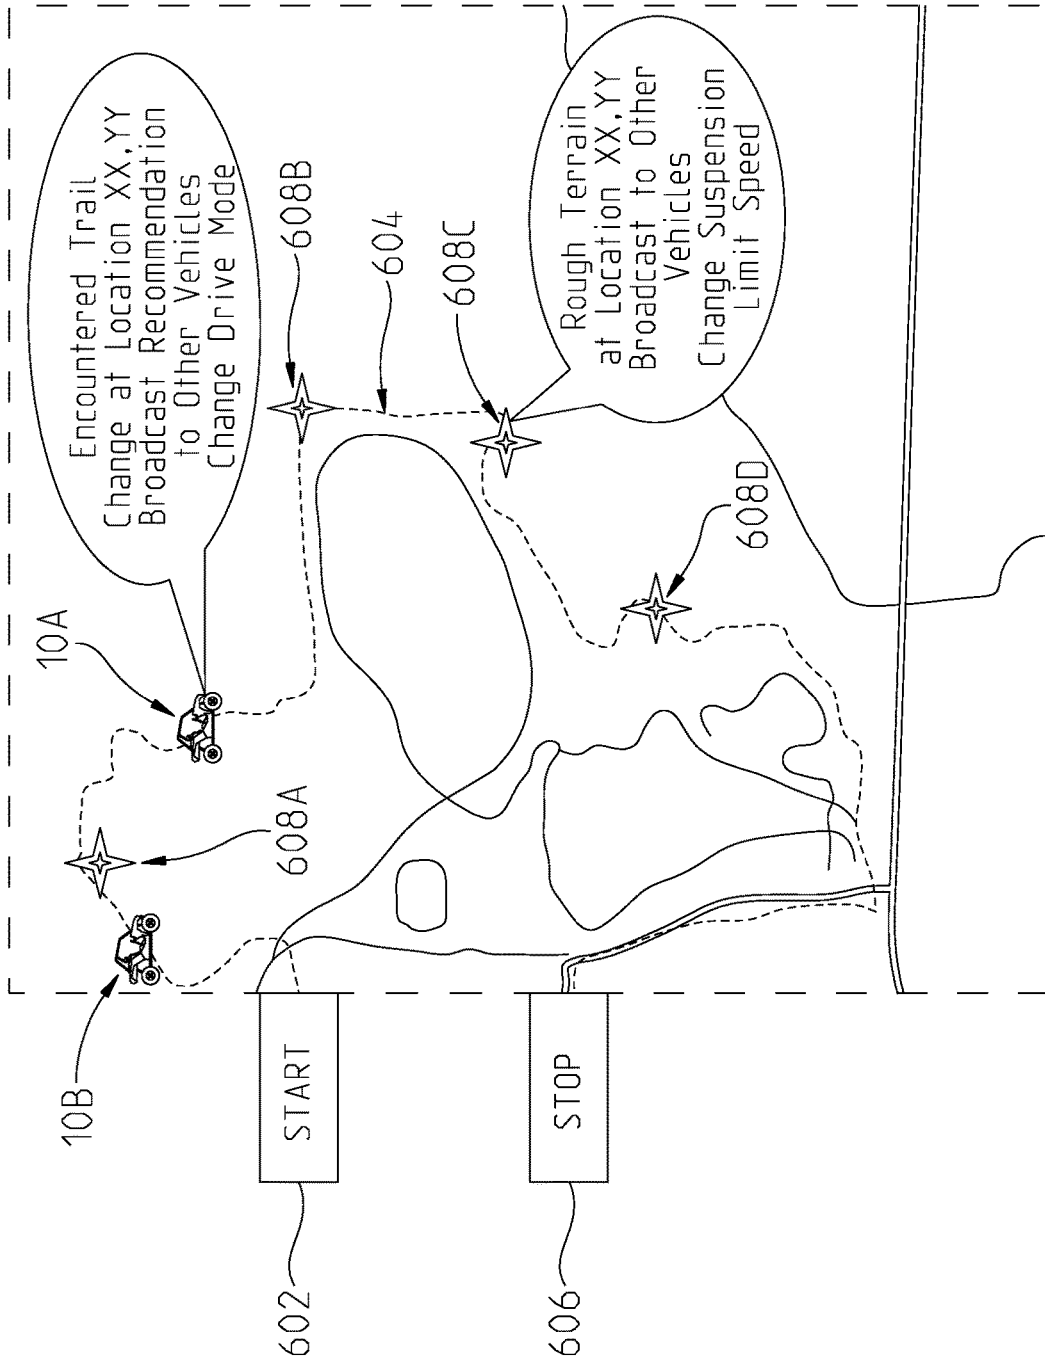 Encountered Trail
Change at Location XX,YY
Broadcast Recommendation
to Other Vehicles
Change Drive Mode
608B
604
608C
Rough Terrain
at Location XX,YY
Broadcast to Other
Vehicles
Change Suspension
Limit Speed
10A
608D
608A
10B
START
STOP
602
606